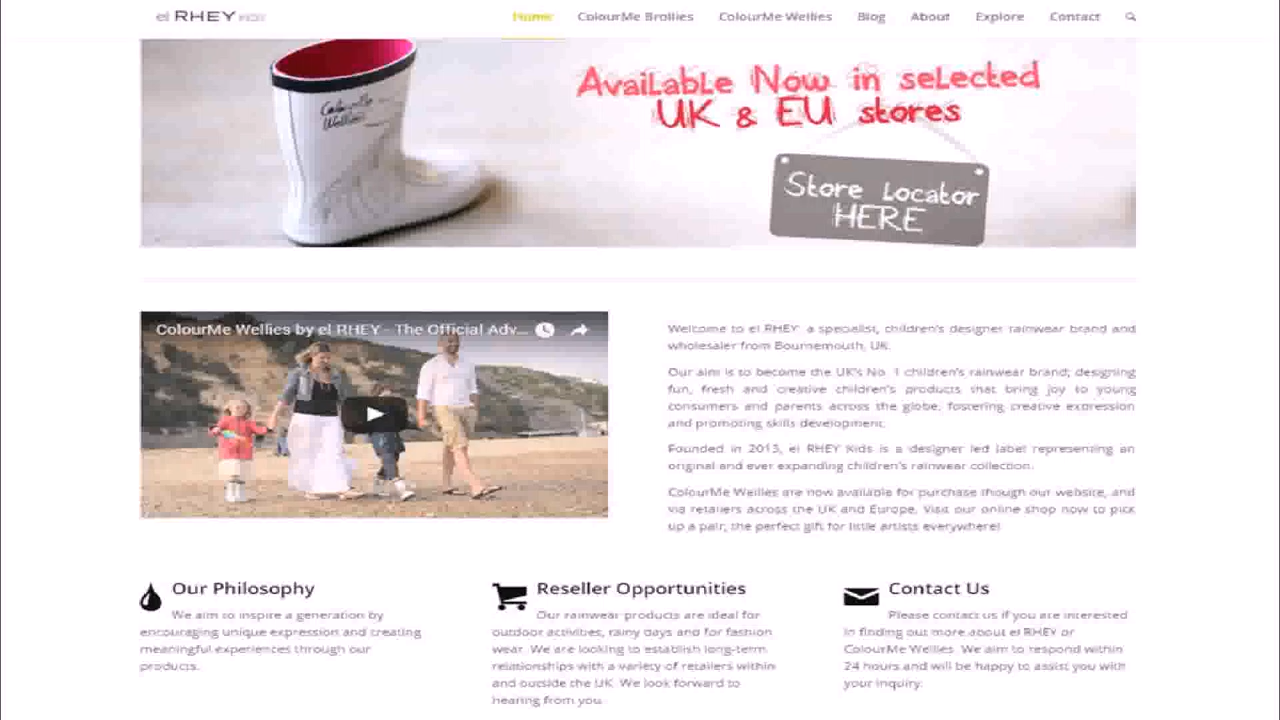 el RHEY KIDS
Home ColourMe Brollies ColourMe Wellies Blog About Explore Contact
ColourMe
Wellies
Available Now in selected
UK & EU stores
Store Locator
HERE
ColourMe Wellies by el RHEY - The Official Adv...
Welcome to el RHEY a specialist, children's designer rainwear brand and
wholesaler from Bournemouth, UK.
Our aim is to become the UK's No. 1 children's rainwear brand; designing
fun, fresh and creative children's products that bring joy to young
consumers and parents across the globe, fostering creative expression
and promoting skills development.
Founded in 2013, el RHEY Kids is a designer led label representing an
original and ever expanding children's rainwear collection.
ColourMe Wellies are now available for purchase through our website, and
via retailers across the UK and Europe. Visit our online shop now to pick
up a pair; the perfect gift for little artists everywhere!
Our Philosophy
We aim to inspire a generation by
encouraging unique expression and creating
meaningful experiences through our
products.
Reseller Opportunities
Our rainwear products are ideal for
outdoor activities, rainy days and for fashion
wear. We are looking to establish long-term
relationships with a variety of retailers within
and outside the UK. We look forward to
hearing from you.
Contact Us
Please contact us if you are interested
in finding out more about el RHEY or
ColourMe Wellies. We aim to respond within
24 hours and will be happy to assist you with
your inquiry.